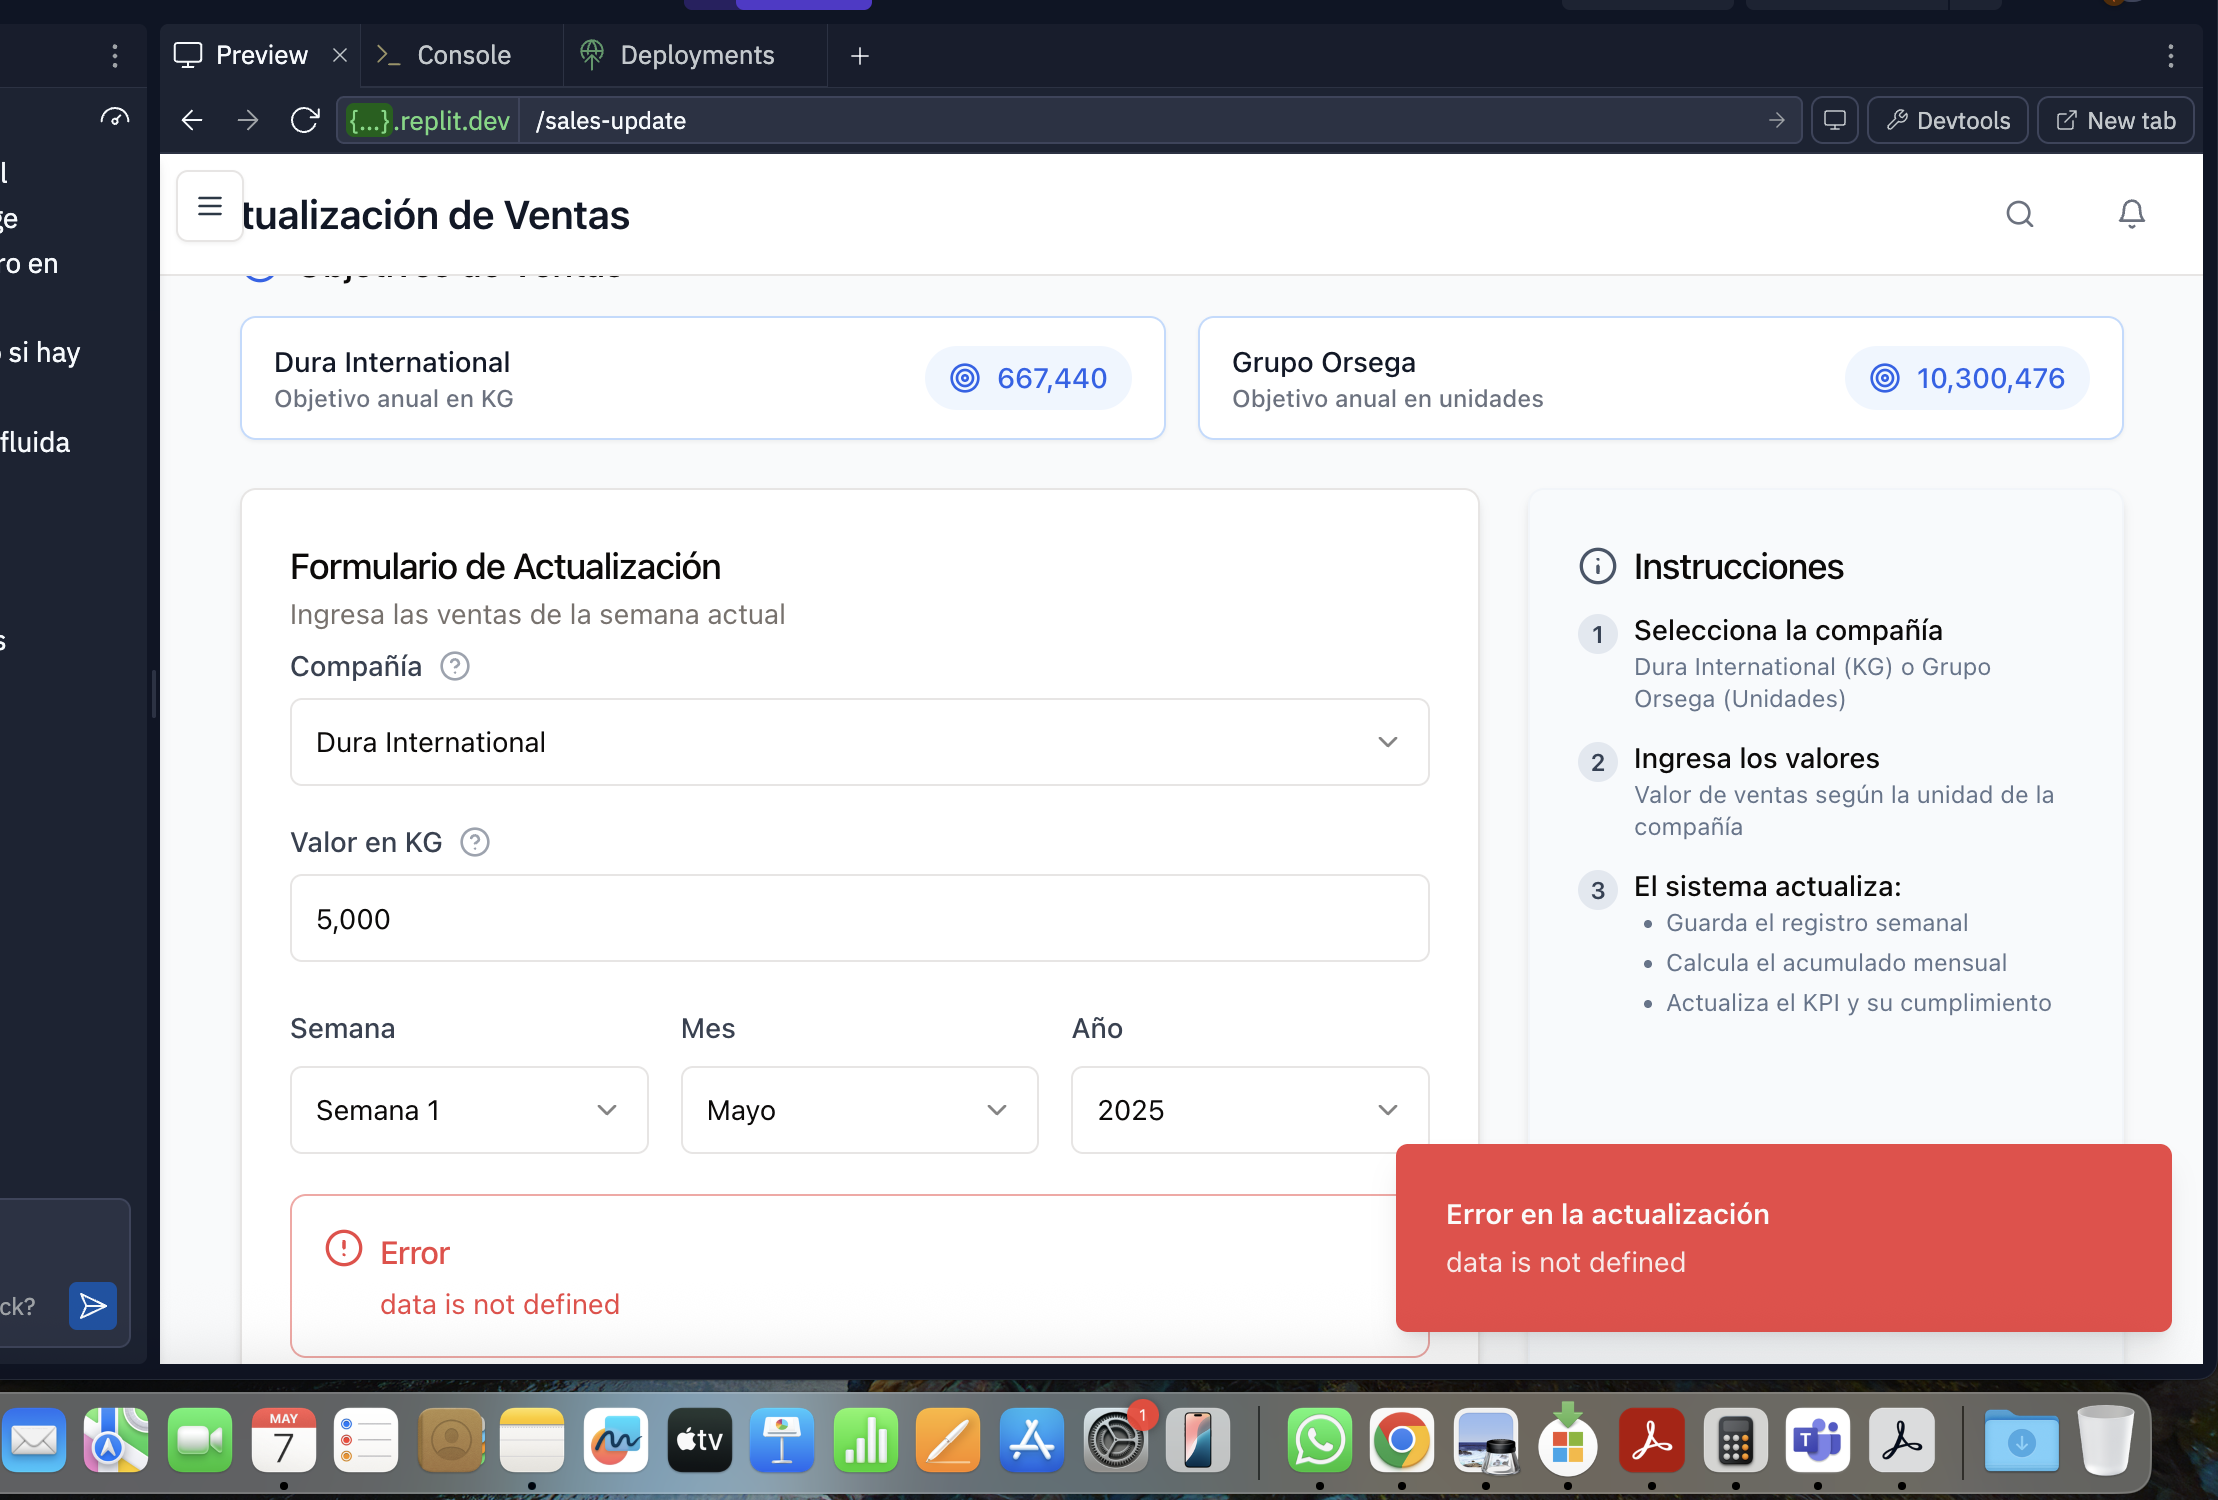 Preview
Console
Deployments
{...}.replit.dev
/sales-update
Devtools
New tab
ro en
si hay
fluida
ck?
tualización de Ventas
Dura International
Objetivo anual en KG
667,440
Grupo Orsega
Objetivo anual en unidades
10,300,476
Formulario de Actualización
Ingresa las ventas de la semana actual
Compañía
Dura International
Valor en KG
5,000
Semana
Mes
Año
Semana 1
Mayo
2025
Error
data is not defined
Instrucciones
1
Selecciona la compañía
Dura International (KG) o Grupo
Orsega (Unidades)
2
Ingresa los valores
Valor de ventas según la unidad de la
compañía
3
El sistema actualiza:
Guarda el registro semanal
Calcula el acumulado mensual
Actualiza el KPI y su cumplimiento
Error en la actualización
data is not defined
MAY
7
tv
1
T